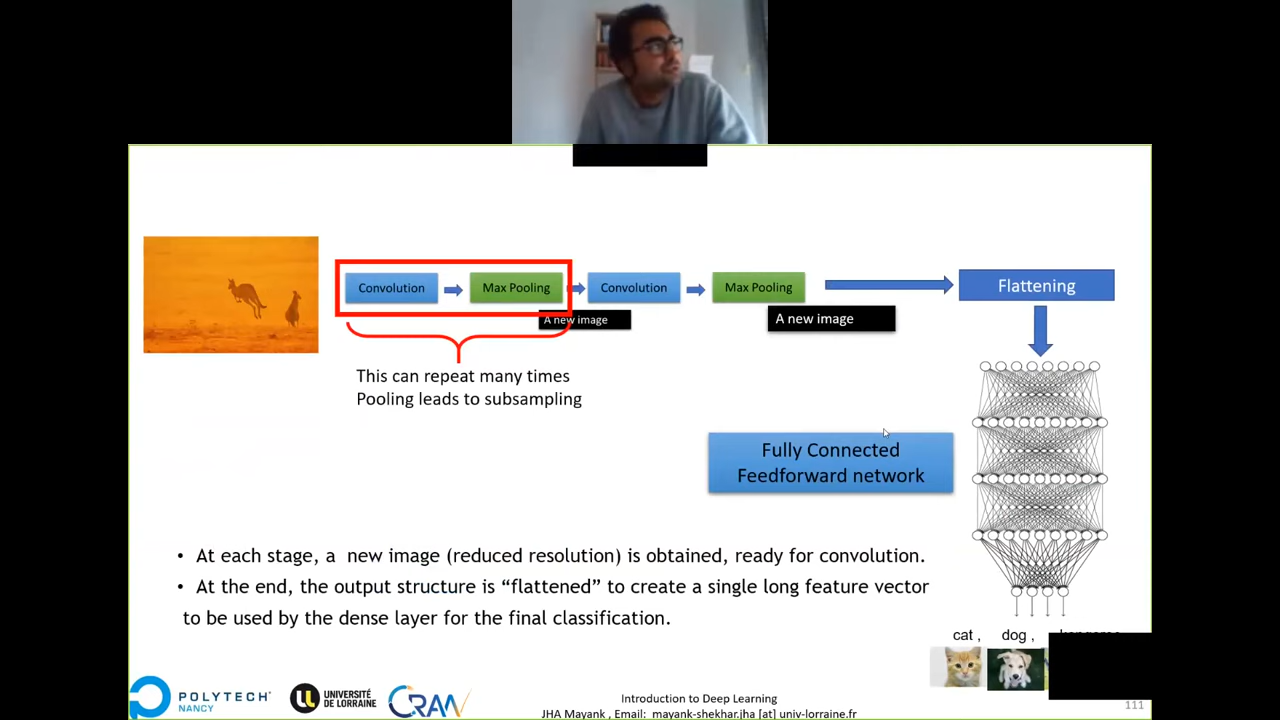 Convolution
Max Pooling
Convolution
Max Pooling
Flattening
A new image
A new image
This can repeat many times
Pooling leads to subsampling
Fully Connected
Feedforward network
• At each stage, a new image (reduced resolution) is obtained, ready for convolution.
• At the end, the output structure is “flattened” to create a single long feature vector
to be used by the dense layer for the final classification.
cat , dog ,
POLYTECH
NANCY
UNIVERSITÉ
DE LORRAINE
CRAN
Introduction to Deep Learning
JHA Mayank , Email: mayank-shekhar.jha [at] univ-lorraine.fr
111